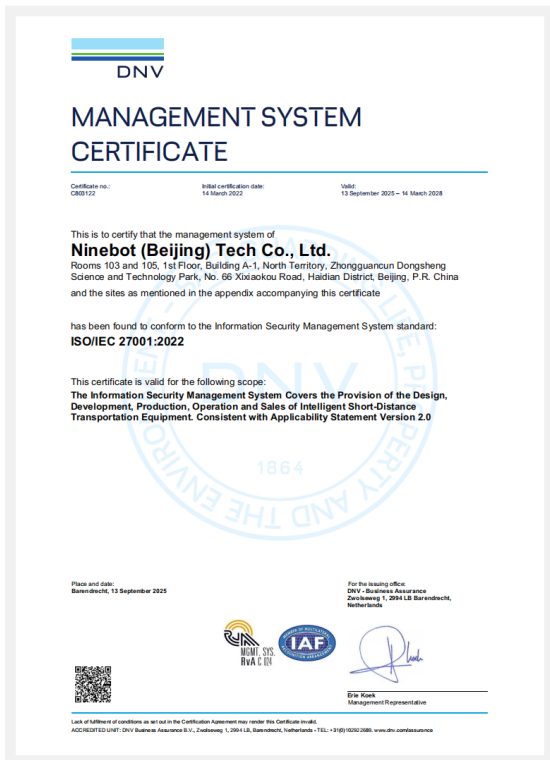 DNV
MANAGEMENT SYSTEM
CERTIFICATE
Certificate no.:
C803122
Initial certification date:
14 March 2022
Valid:
13 September 2025 – 14 March 2028
This is to certify that the management system of
Ninebot (Beijing) Tech Co., Ltd.
Rooms 103 and 105, 1st Floor, Building A-1, North Territory, Zhongguancun Dongsheng
Science and Technology Park, No. 66 Xixiaokou Road, Haidian District, Beijing, P.R. China
and the sites as mentioned in the appendix accompanying this certificate
has been found to conform to the Information Security Management System standard:
ISO/IEC 27001:2022
This certificate is valid for the following scope:
The Information Security Management System Covers the Provision of the Design,
Development, Production, Operation and Sales of Intelligent Short-Distance
Transportation Equipment. Consistent with Applicability Statement Version 2.0
DNV
1864
PROPERTY AND THE
Place and date:
Barendrecht, 13 September 2025
For the issuing office:
DNV - Business Assurance
Zwolseweg 1, 2994 LB Barendrecht,
Netherlands
MGMT. SYS.
RvA C 024
IAF
Erie Koek
Management Representative
Lack of fulfilment of conditions as set out in the Certification Agreement may render this Certificate invalid.
ACCREDITED UNIT: DNV Business Assurance B.V., Zwolseweg 1, 2994 LB, Barendrecht, Netherlands - TEL: +31(0)102922689. www.dnv.com/assurance